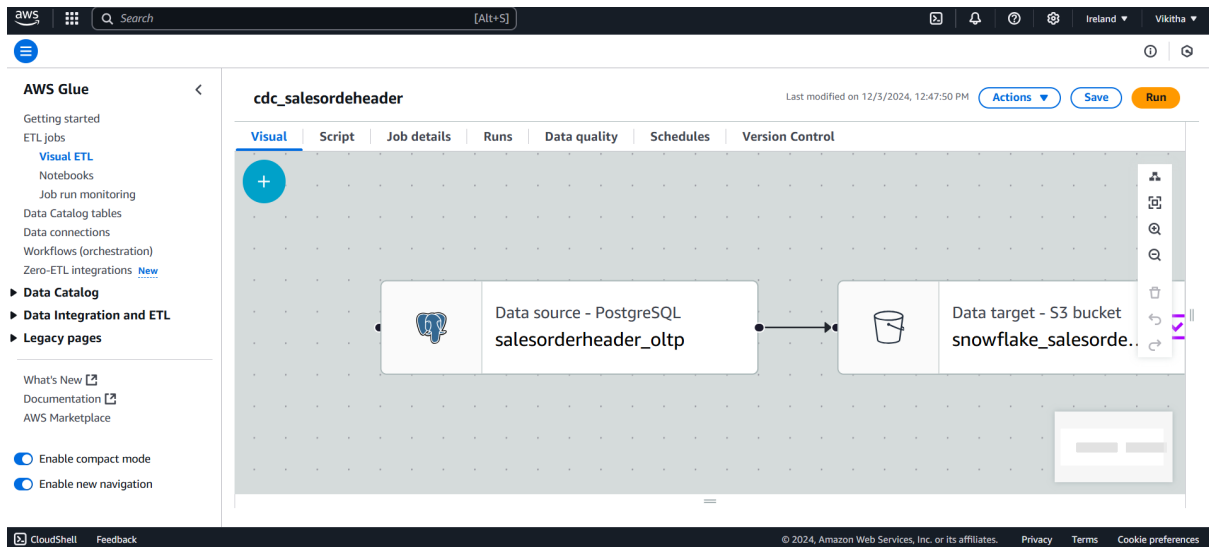 aws
Search
[Alt+S]
Ireland
Vikitha
AWS Glue
Getting started
ETL jobs
Visual ETL
Notebooks
Job run monitoring
Data Catalog tables
Data connections
Workflows (orchestration)
Zero-ETL integrations New
Data Catalog
Data Integration and ETL
Legacy pages
What's New
Documentation
AWS Marketplace
Enable compact mode
Enable new navigation
cdc_salesordeheader
Last modified on 12/3/2024, 12:47:50 PM
Actions
Save
Run
Visual
Script
Job details
Runs
Data quality
Schedules
Version Control
Data source - PostgreSQL
salesorderheader_oltp
Data target - S3 bucket
snowflake_salesorde..
CloudShell
Feedback
© 2024, Amazon Web Services, Inc. or its affiliates.
Privacy
Terms
Cookie preferences